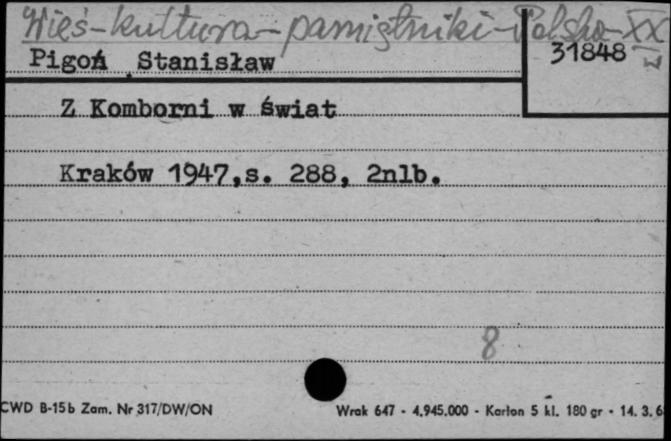 Wieś-kultura-pamiętniki-Polska-XX
Pigoń Stanisław
31848
Z Komborni w świat
Kraków 1947,s. 288, 2nlb.
8
CWD B-15b Zam. Nr 317/DW/ON
Wrak 647 - 4.945.000 - Karton 5 kl. 180 gr - 14. 3. 6